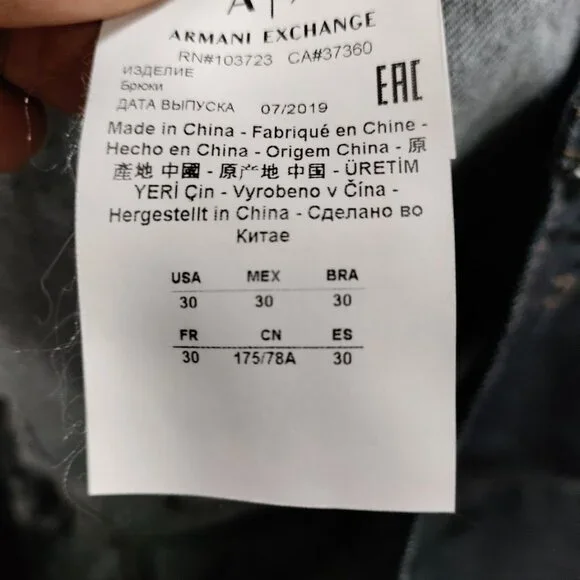 A|X
ARMANI EXCHANGE
RN#103723 CA#37360
ИЗДЕЛИЕ
Брюки
EAC
ДАТА ВЫПУСКА 07/2019
Made in China - Fabriqué en Chine -
Hecho en China - Origem China - 原
產地 中國 - 原产地 中国 - ÜRETİM
YERİ Çin - Vyrobeno v Čína -
Hergestellt in China - Сделано во
Китае
USA MEX BRA
30 30 30
FR CN ES
30 175/78A 30